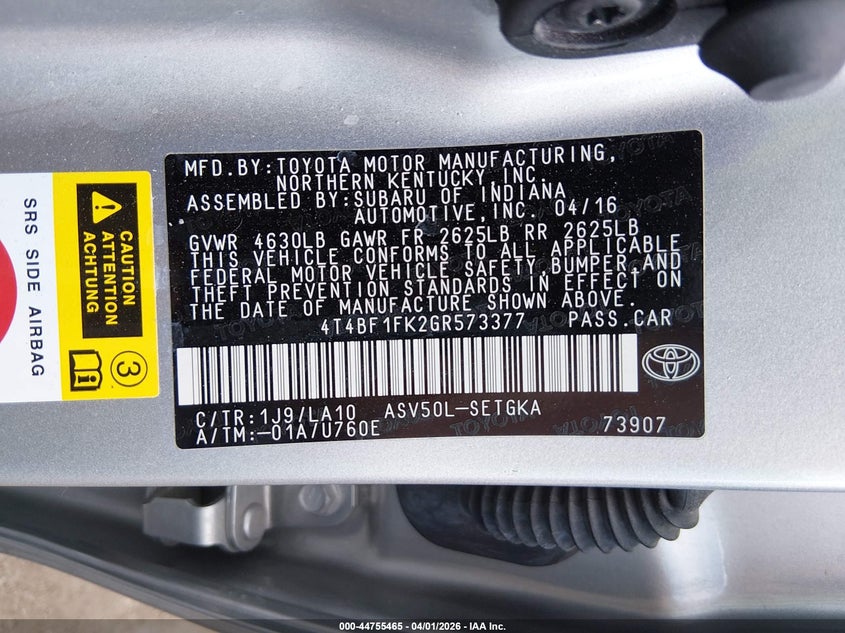 MFD.BY:TOYOTA MOTOR MANUFACTURING,
NORTHERN KENTUCKY INC.
ASSEMBLED BY:SUBARU OF INDIANA
AUTOMOTIVE,INC. 04/16
GVWR 4630LB GAWR FR 2625LB RR 2625LB
THIS VEHICLE CONFORMS TO ALL APPLICABLE
FEDERAL MOTOR VEHICLE SAFETY,BUMPER,AND
THEFT PREVENTION STANDARDS IN EFFECT ON
THE DATE OF MANUFACTURE SHOWN ABOVE.
4T4BF1FK2GR573377 PASS.CAR
C/TR:1J9/LA10 ASV50L-SETGKA
A/TM:-01A/U760E 73907
SRS SIDE AIRBAG
CAUTION
ATTENTION
ACHTUNG
3
000-44755465 - 04/01/2026 - IAA Inc.